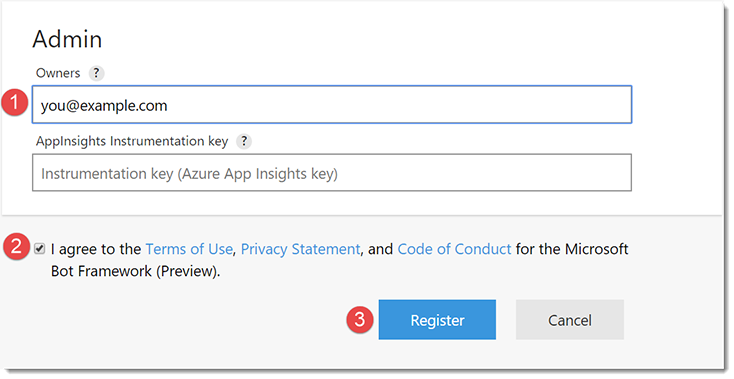 Admin
Owners ?
1 you@example.com
AppInsights Instrumentation key ?
Instrumentation key (Azure App Insights key)
2 I agree to the Terms of Use, Privacy Statement, and Code of Conduct for the Microsoft
Bot Framework (Preview).
3 Register Cancel